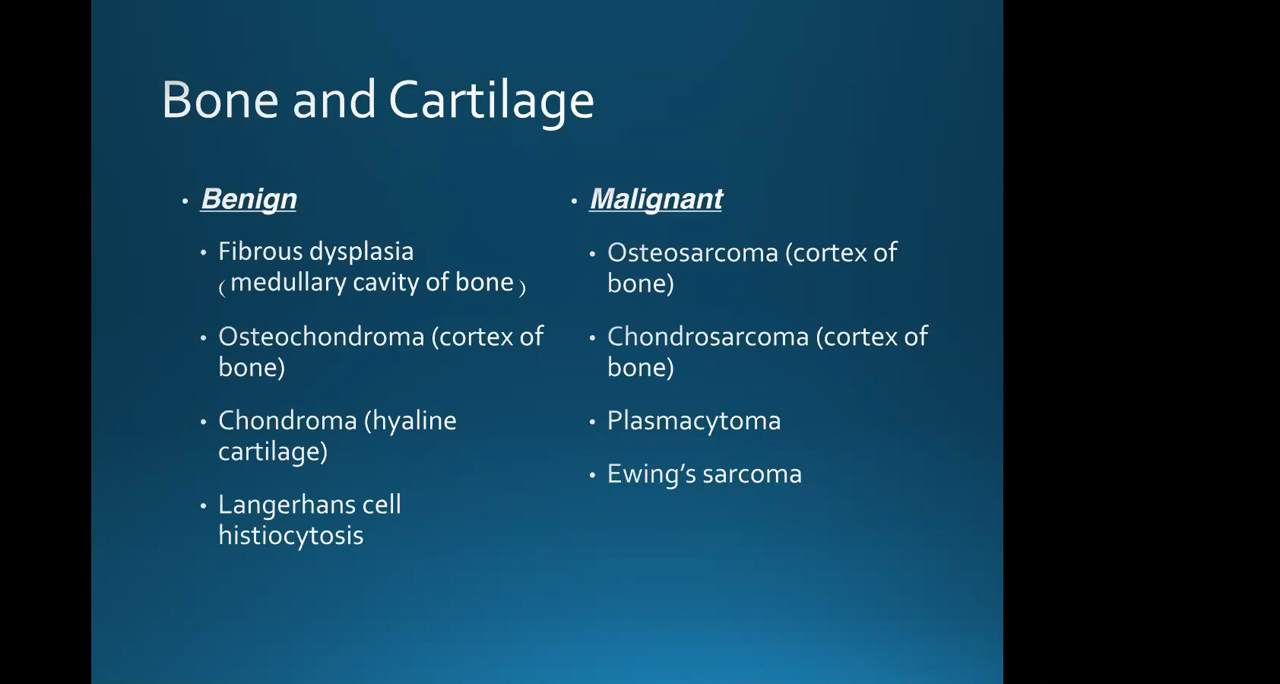 Bone and Cartilage
• Benign
• Fibrous dysplasia
(medullary cavity of bone)
• Osteochondroma (cortex of
bone)
• Chondroma (hyaline
cartilage)
• Langerhans cell
histiocytosis
• Malignant
• Osteosarcoma (cortex of
bone)
• Chondrosarcoma (cortex of
bone)
• Plasmacytoma
• Ewing’s sarcoma